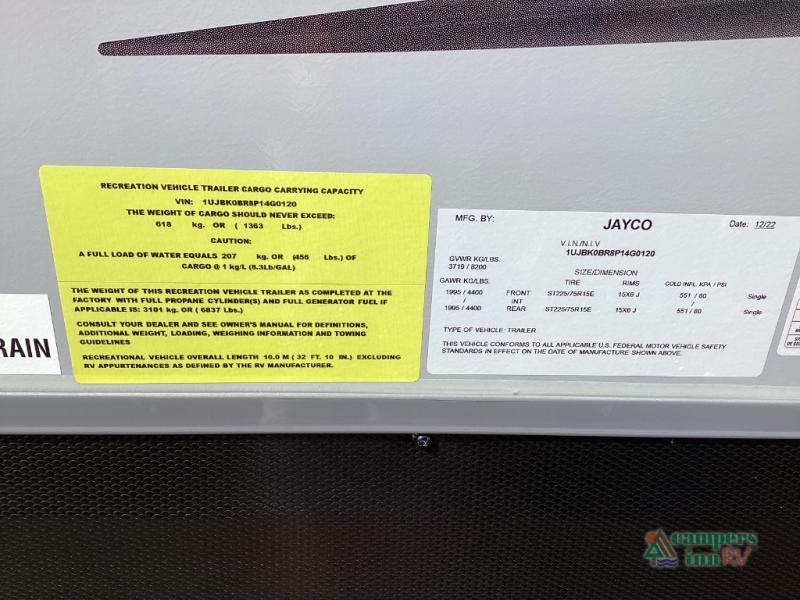 RECREATION VEHICLE TRAILER CARGO CARRYING CAPACITY
VIN: 1UJBK0BR8P14G0120
THE WEIGHT OF CARGO SHOULD NEVER EXCEED:
618 kg. OR ( 1363 Lbs.)
CAUTION:
A FULL LOAD OF WATER EQUALS 207 kg. OR (456 Lbs.) OF
CARGO @ 1 kg/L (8.3Lb/GAL)
THE WEIGHT OF THIS RECREATION VEHICLE TRAILER AS COMPLETED AT THE
FACTORY WITH FULL PROPANE CYLINDER(S) AND FULL GENERATOR FUEL IF
APPLICABLE IS: 3101 kg. OR ( 6837 Lbs.)
CONSULT YOUR DEALER AND SEE OWNER'S MANUAL FOR DEFINITIONS,
ADDITIONAL WEIGHT, LOADING, WEIGHING INFORMATION AND TOWING
GUIDELINES
RECREATIONAL VEHICLE OVERALL LENGTH 10.0 M ( 32 FT. 10 IN.) EXCLUDING
RV APPURTENANCES AS DEFINED BY THE RV MANUFACTURER.
RAIN
MFG. BY: JAYCO Date: 12/22
V.I.N./N.I.V
1UJBK0BR8P14G0120
GVWR KG/LBS.
3719 / 8200
SIZE/DIMENSION
GAWR KG/LBS. TIRE RIMS COLD INFL. KPA / PSI
1995 / 4400 FRONT ST225/75R15E 15X6 J 551 / 80 Single
/ INT /
1995 / 4400 REAR ST225/75R15E 15X6 J 551 / 80 Single
TYPE OF VEHICLE: TRAILER
THIS VEHICLE CONFORMS TO ALL APPLICABLE U.S. FEDERAL MOTOR VEHICLE SAFETY
STANDARDS IN EFFECT ON THE DATE OF MANUFACTURE SHOWN ABOVE.
campers
inn RV